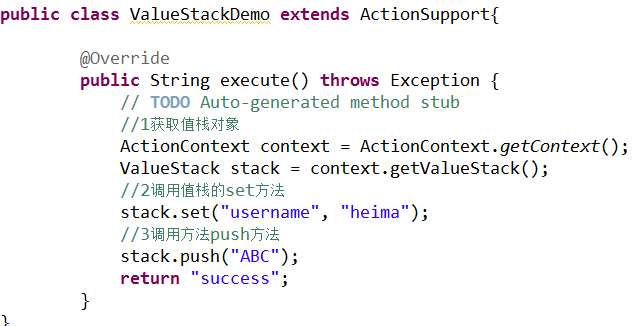 public class ValueStackDemo extends ActionSupport{
@Override
public String execute() throws Exception {
// TODO Auto-generated method stub
//1获取值栈对象
ActionContext context = ActionContext.getContext();
ValueStack stack = context.getValueStack();
//2调用值栈的set方法
stack.set("username", "heima");
//3调用方法push方法
stack.push("ABC");
return "success";
}
}